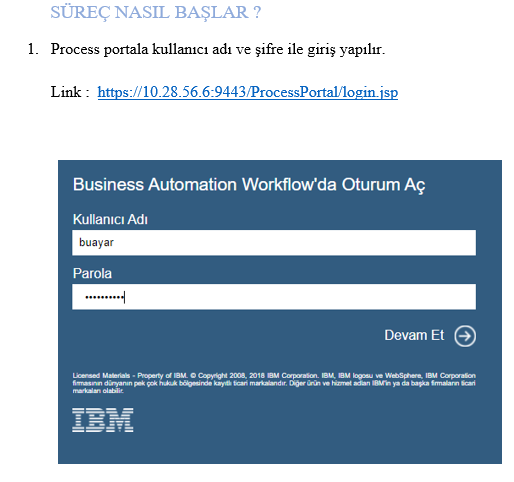 SÜREÇ NASIL BAŞLAR ?
1. Process portala kullanıcı adı ve şifre ile giriş yapılır.
Link : https://10.28.56.6:9443/ProcessPortal/login.jsp
Business Automation Workflow'da Oturum Aç
Kullanıcı Adı
buayar
Parola
••••••••••
Devam Et
Licensed Materials - Property of IBM. © Copyright 2008, 2018 IBM Corporation. IBM, IBM logosu ve WebSphere, IBM Corporation
firmasının dünyanın pek çok hukuk bölgesinde kayıtlı ticari markalarıdır. Diğer ürün ve hizmet adları IBM'in ya da başka firmaların ticari
markaları olabilir.
IBM